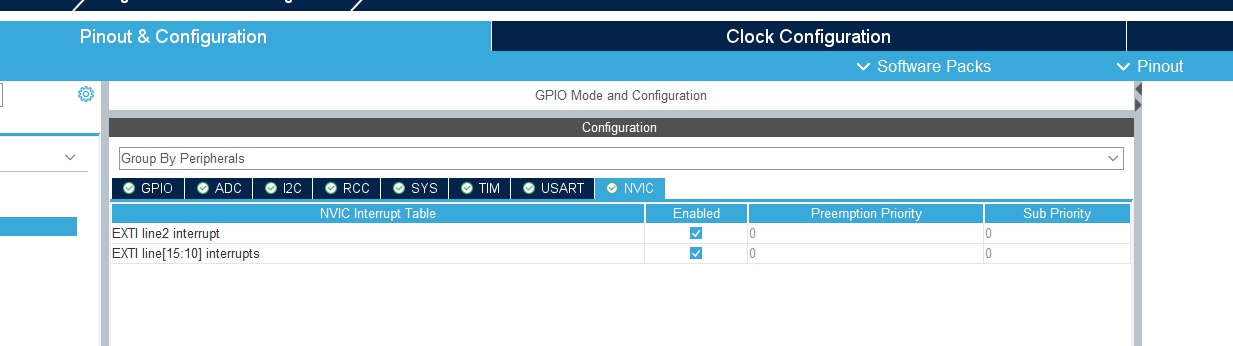 Pinout & Configuration
Clock Configuration
Software Packs
Pinout
GPIO Mode and Configuration
Configuration
Group By Peripherals
GPIO
ADC
I2C
RCC
SYS
TIM
USART
NVIC
NVIC Interrupt Table
Enabled
Preemption Priority
Sub Priority
EXTI line2 interrupt
0
0
EXTI line[15:10] interrupts
0
0